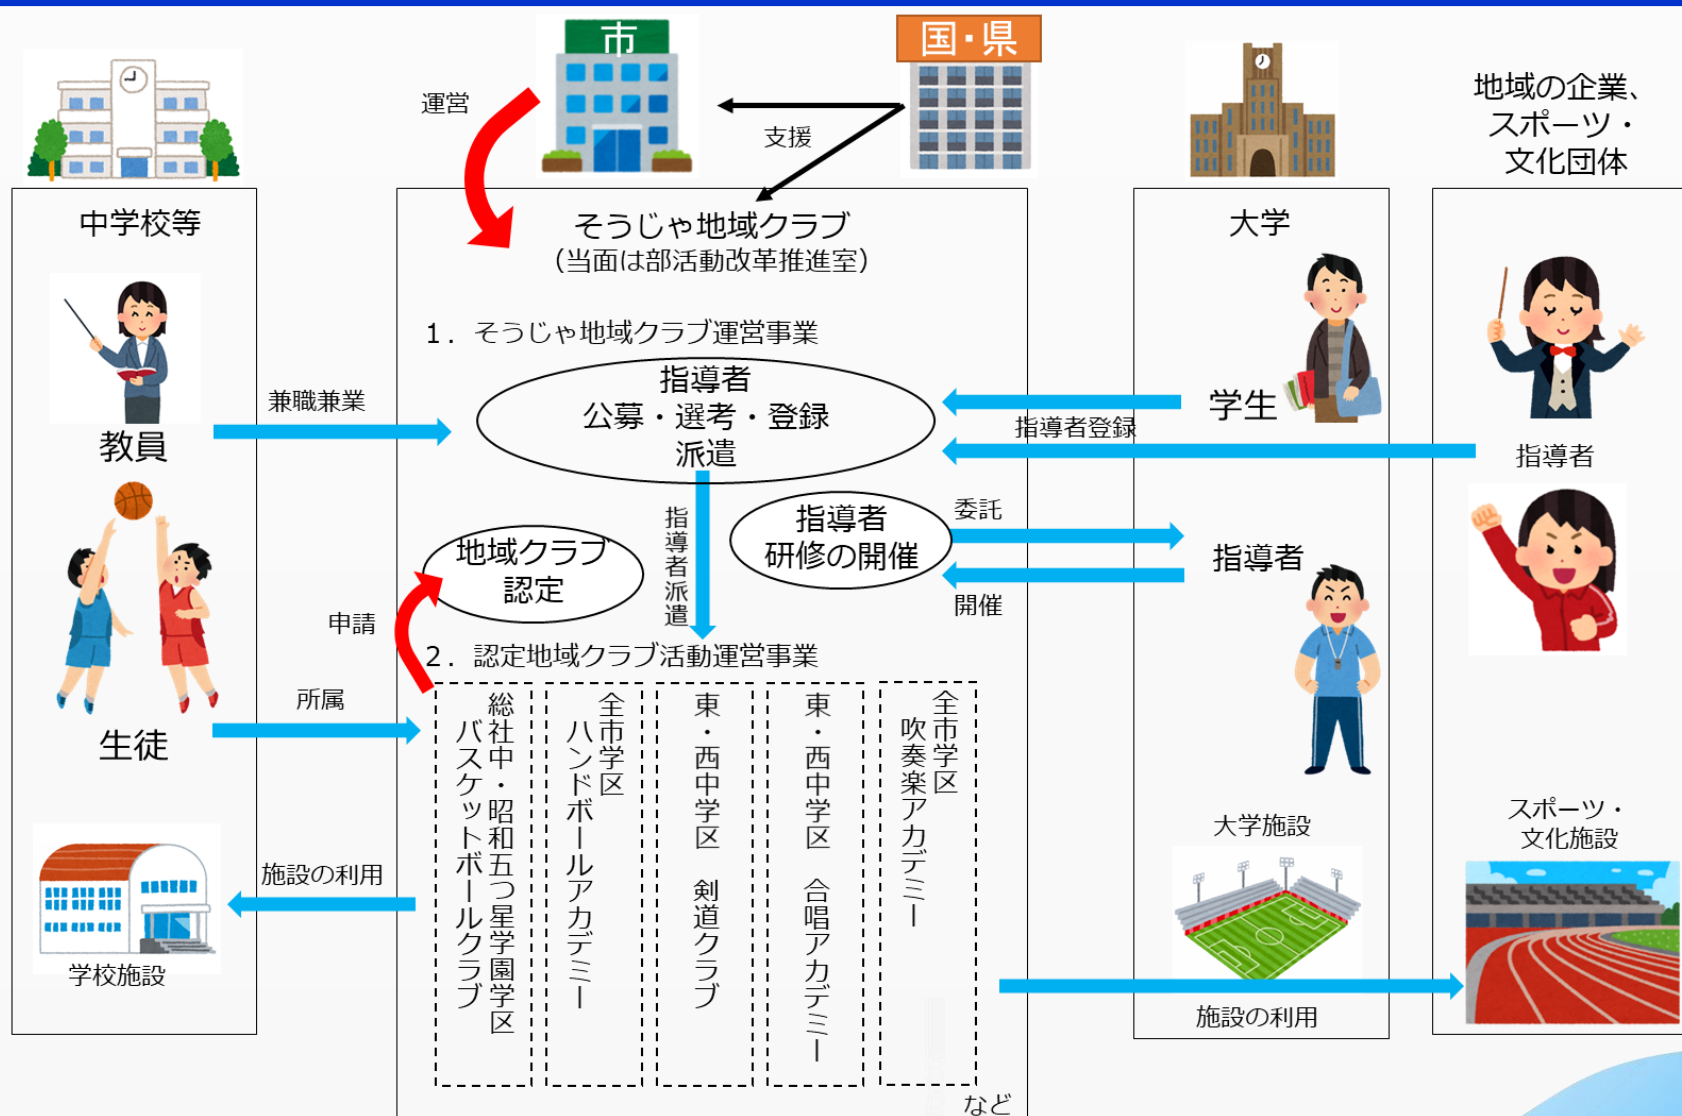 市
国・県
運営
支援
地域の企業、
スポーツ・
文化団体
中学校等
そうじゃ地域クラブ
（当面は部活動改革推進室）
大学
1．そうじゃ地域クラブ運営事業
指導者
公募・選考・登録
派遣
兼職兼業
教員
学生
指導者登録
指導者
指導者派遣
指導者
研修の開催
委託
開催
指導者
地域クラブ
認定
申請
2．認定地域クラブ活動運営事業
所属
生徒
総社中・昭和五つ星学園学区
バスケットボールクラブ
全市学区
ハンドボールアカデミー
東・西中学区　剣道クラブ
東・西中学区　合唱アカデミー
全市学区
吹奏楽アカデミー
施設の利用
学校施設
大学施設
スポーツ・
文化施設
施設の利用
など